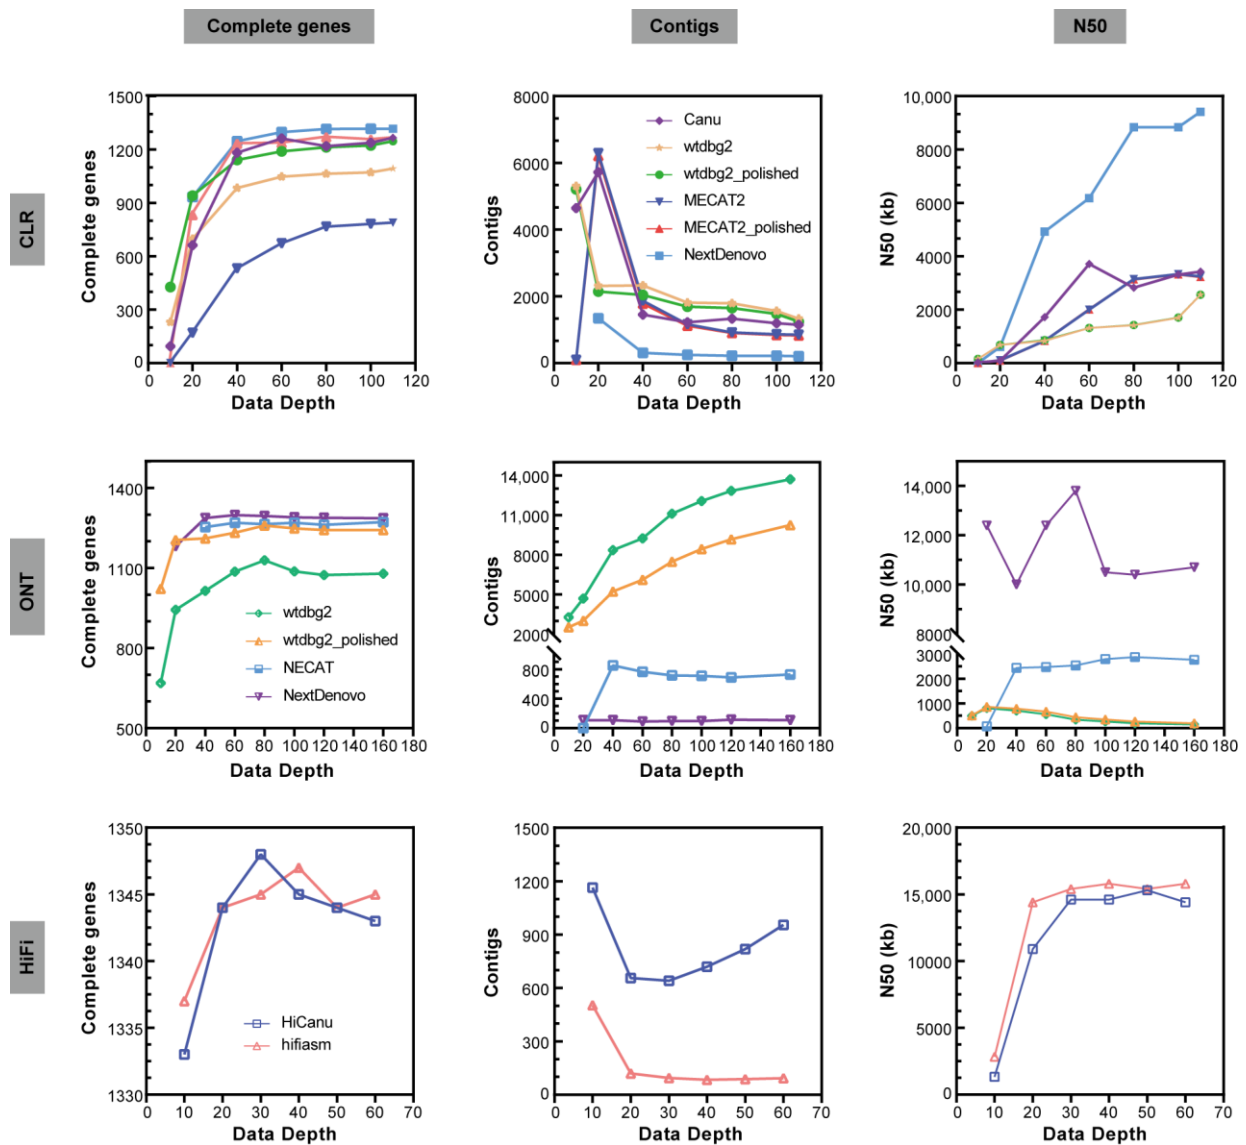 Complete genes
Contigs
N50
CLR
Complete genes
1500
1200
900
600
300
0
0 20 40 60 80 100 120
Data Depth
Contigs
8000
6000
4000
2000
0
0 20 40 60 80 100 120
Data Depth
Canu
wtdbg2
wtdbg2_polished
MECAT2
MECAT2_polished
NextDenovo
N50 (kb)
10,000
8000
6000
4000
2000
0
0 20 40 60 80 100 120
Data Depth
ONT
Complete genes
1400
1100
800
500
0 20 40 60 80 100 120 140 160 180
Data Depth
wtdbg2
wtdbg2_polished
NECAT
NextDenovo
Contigs
14,000
11,000
8000
5000
2000
800
400
0
0 20 40 60 80 100 120 140 160 180
Data Depth
N50 (kb)
14,000
12,000
10,000
8000
3000
2000
1000
0
0 20 40 60 80 100 120 140 160 180
Data Depth
HiFi
Complete genes
1350
1345
1340
1335
1330
0 10 20 30 40 50 60 70
Data Depth
HiCanu
hifiasm
Contigs
1500
1200
900
600
300
0
0 10 20 30 40 50 60 70
Data Depth
N50 (kb)
20,000
15,000
10000
5000
0
0 10 20 30 40 50 60 70
Data Depth